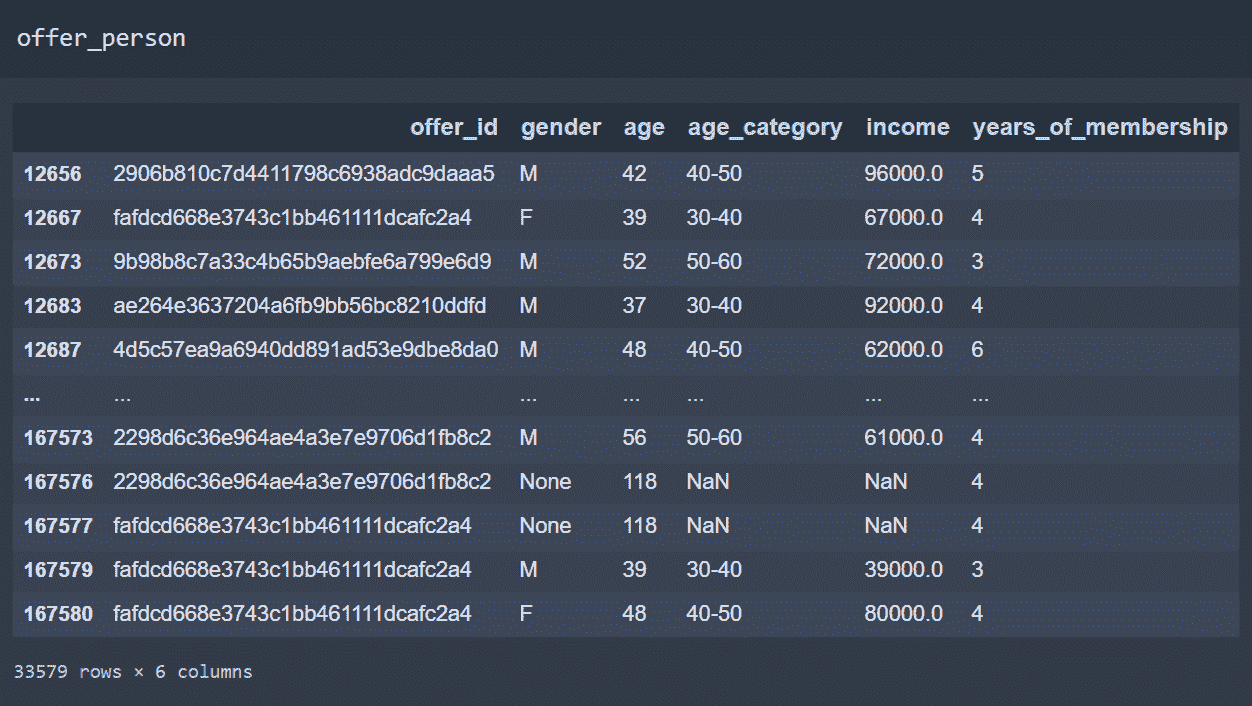 offer_person
offer_id gender age age_category income years_of_membership
12656 2906b810c7d4411798c6938adc9daaa5 M 42 40-50 96000.0 5
12667 fafdcd668e3743c1bb461111dcafc2a4 F 39 30-40 67000.0 4
12673 9b98b8c7a33c4b65b9aebfe6a799e6d9 M 52 50-60 72000.0 3
12683 ae264e3637204a6fb9bb56bc8210ddfd M 37 30-40 92000.0 4
12687 4d5c57ea9a6940dd891ad53e9dbe8da0 M 48 40-50 62000.0 6
... ... ... ... ... ... ...
167573 2298d6c36e964ae4a3e7e9706d1fb8c2 M 56 50-60 61000.0 4
167576 2298d6c36e964ae4a3e7e9706d1fb8c2 None 118 NaN NaN 4
167577 fafdcd668e3743c1bb461111dcafc2a4 None 118 NaN NaN 4
167579 fafdcd668e3743c1bb461111dcafc2a4 M 39 30-40 39000.0 3
167580 fafdcd668e3743c1bb461111dcafc2a4 F 48 40-50 80000.0 4
33579 rows × 6 columns